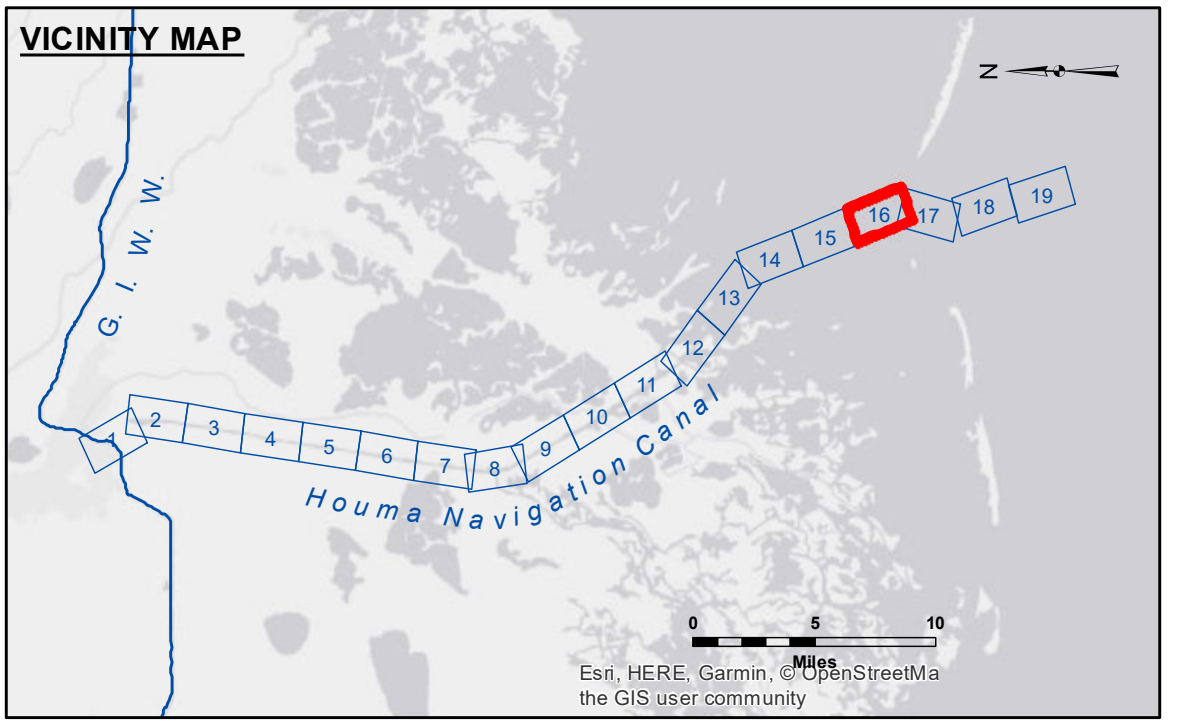 VICINITY MAP
N
G. I. W. W.
1
2
3
4
5
6
7
8
9
10
11
12
13
14
15
16
17
18
19
Houma Navigation Canal
0 5 10
Miles
Esri, HERE, Garmin, © OpenStreetMa
the GIS user community